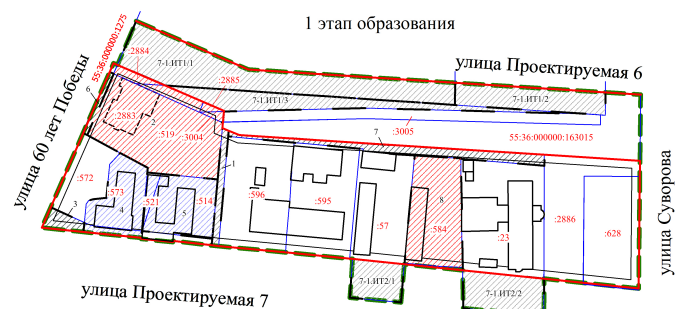 1 этап образования
55:36:000000:1275
:2884
7-1.ИТ1/1
:2885
улица Проектируемая 6
7-1.ИТ1/3
7-1.ИТ1/2
6
:2883
2
:519
:3004
:3005
55:36:000000:163015
улица 60 лет Победы
7
1
:572
:573
:521
:514
:596
:595
8
:57
:584
:23
:2886
:628
3
4
5
улица Суворова
7-1.ИТ2/1
7-1.ИТ2/2
улица Проектируемая 7